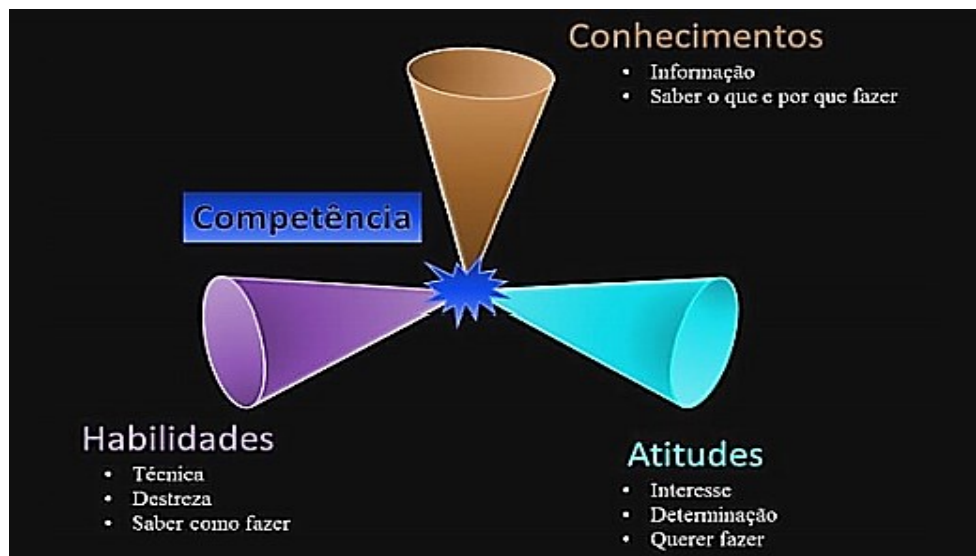 Conhecimentos
• Informação
• Saber o que e por que fazer
Competência
Habilidades
• Técnica
• Destreza
• Saber como fazer
Atitudes
• Interesse
• Determinação
• Querer fazer